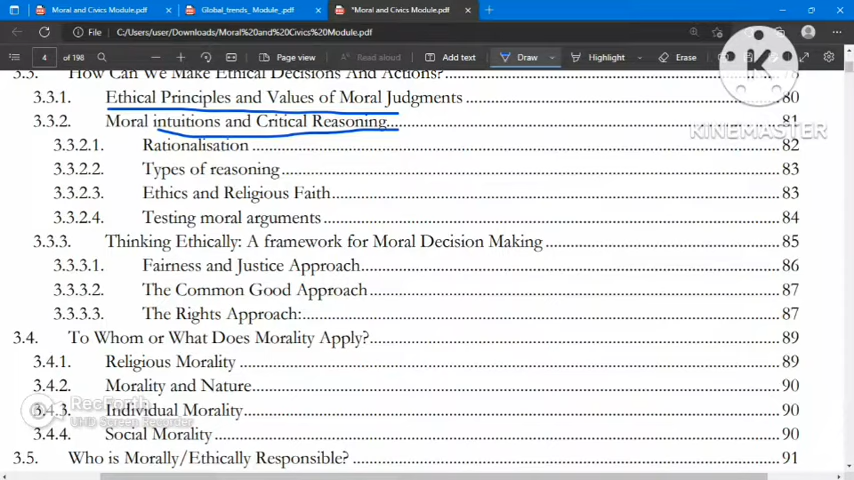 Moral and Civics Module.pdf
Global_trends_ Module_.pdf
*Moral and Civics Module.pdf
File
C:/Users/user/Downloads/Moral%20and%20Civics%20Module.pdf
4 of 198
Page view
Read aloud
Add text
Draw
Highlight
Erase
3.3. How Can We Make Ethical Decisions And Actions? 78
3.3.1. Ethical Principles and Values of Moral Judgments 80
3.3.2. Moral intuitions and Critical Reasoning 81
KINEMASTER
3.3.2.1. Rationalisation 82
3.3.2.2. Types of reasoning 83
3.3.2.3. Ethics and Religious Faith 83
3.3.2.4. Testing moral arguments 84
3.3.3. Thinking Ethically: A framework for Moral Decision Making 85
3.3.3.1. Fairness and Justice Approach 86
3.3.3.2. The Common Good Approach 87
3.3.3.3. The Rights Approach: 87
3.4. To Whom or What Does Morality Apply? 89
3.4.1. Religious Morality 89
3.4.2. Morality and Nature 90
RecForth
3.4.3. Individual Morality 90
UHD Screen Recorder
3.4.4. Social Morality 90
3.5. Who is Morally/Ethically Responsible? 91